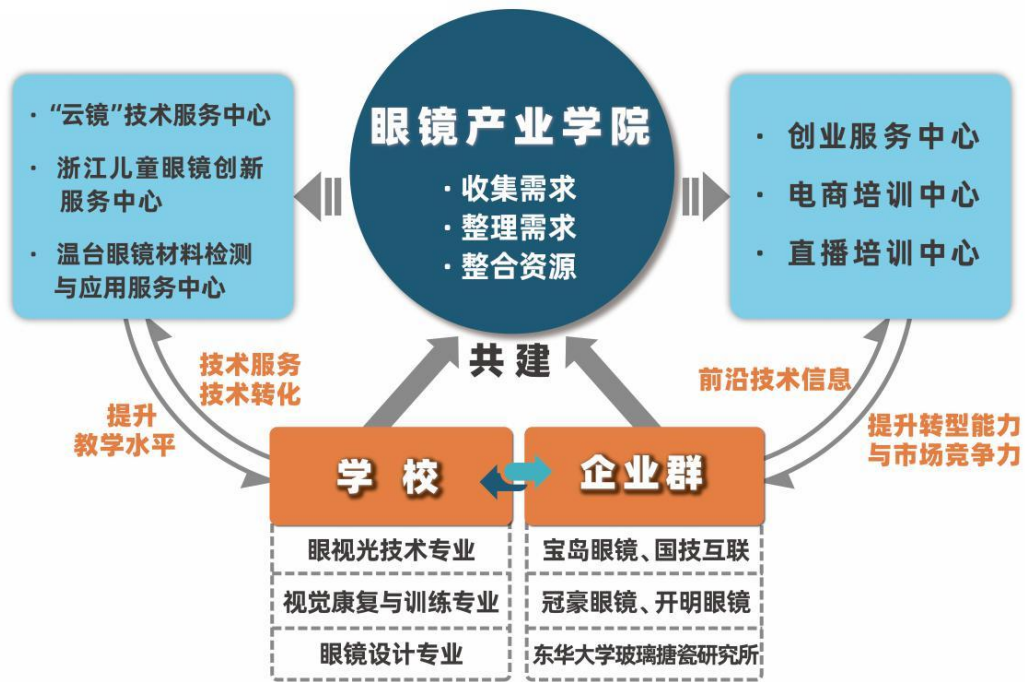 眼镜产业学院
· 收集需求
· 整理需求
· 整合资源
· “云镜”技术服务中心
· 浙江儿童眼镜创新
服务中心
· 温台眼镜材料检测
与应用服务中心
· 创业服务中心
· 电商培训中心
· 直播培训中心
共建
技术服务
技术转化
提升
教学水平
前沿技术信息
提升转型能力
与市场竞争力
学校
企业群
眼视光技术专业
视觉康复与训练专业
眼镜设计专业
宝岛眼镜、国技互联
冠豪眼镜、开明眼镜
东华大学玻璃搪瓷研究所